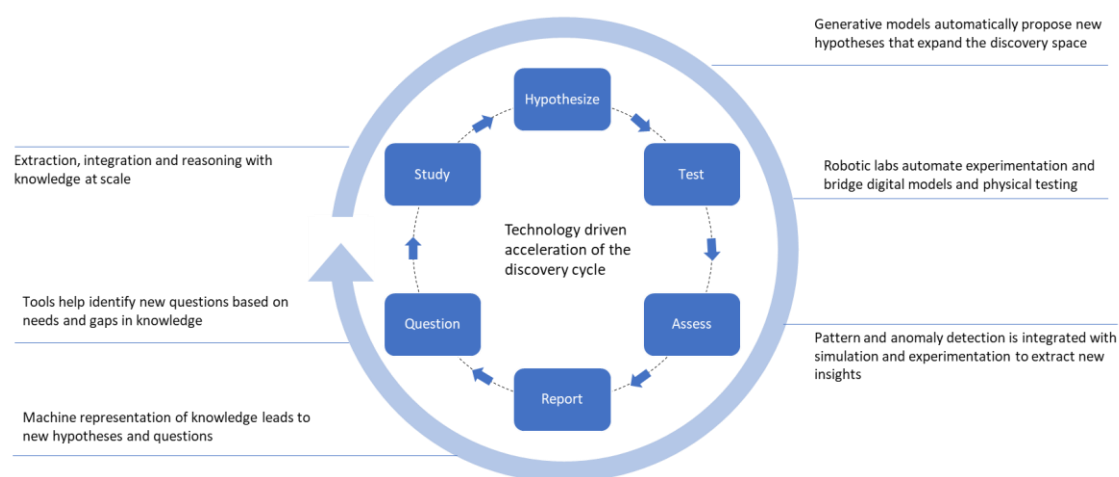 Generative models automatically propose new
hypotheses that expand the discovery space
Hypothesize
Extraction, integration and reasoning with
knowledge at scale
Study
Test
Robotic labs automate experimentation and
bridge digital models and physical testing
Technology driven
acceleration of the
discovery cycle
Tools help identify new questions based on
needs and gaps in knowledge
Question
Assess
Pattern and anomaly detection is integrated with
simulation and experimentation to extract new
insights
Report
Machine representation of knowledge leads to
new hypotheses and questions